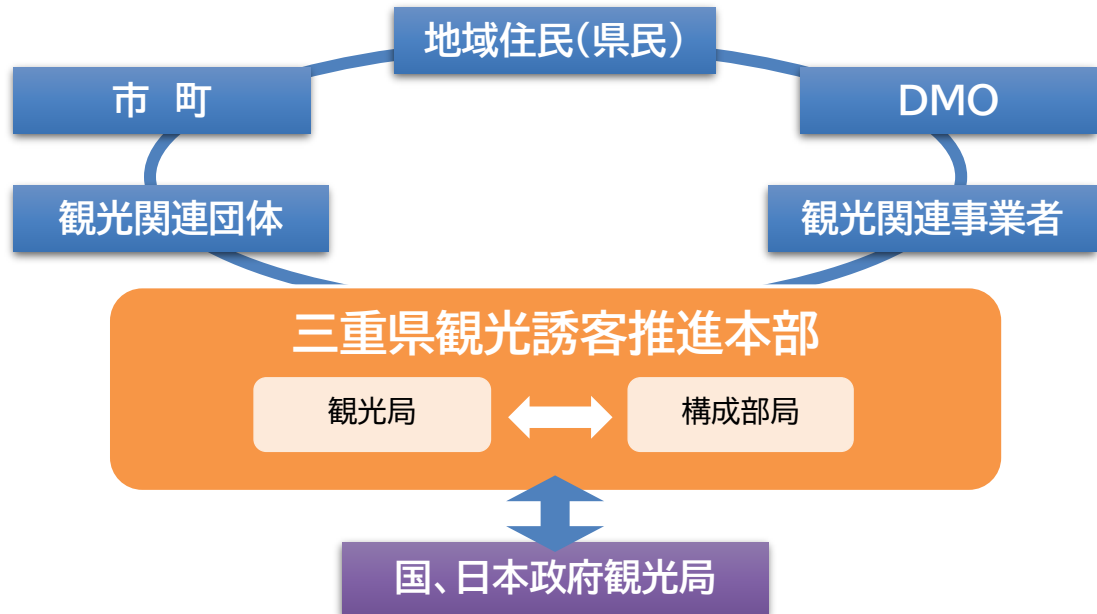 地域住民(県民)
市 町
DMO
観光関連団体
観光関連事業者
三重県観光誘客推進本部
観光局
構成部局
国、日本政府観光局